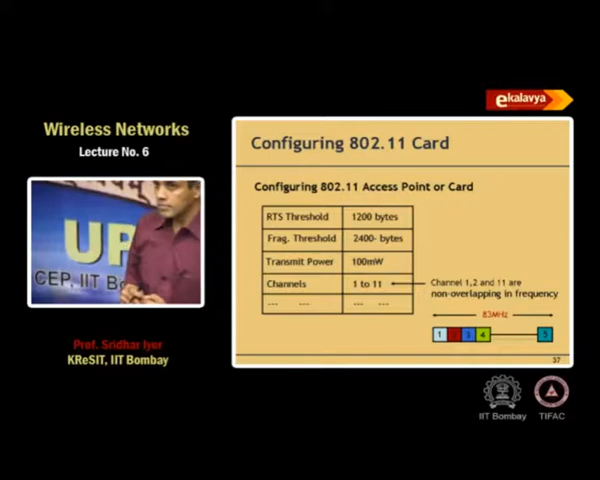 ekalavya
Wireless Networks
Lecture No. 6
UP
CEP, IIT B
Prof. Sridhar Iyer
KReSIT, IIT Bombay
Configuring 802.11 Card
Configuring 802.11 Access Point or Card
RTS Threshold 1200 bytes
Frag. Threshold 2400- bytes
Transmit Power 100mW
Channels 1 to 11
--- --- --- ---
Channel 1,2 and 11 are
non-overlapping in frequency
83MHz
1 2 3 4 5
37
IIT Bombay TIFAC